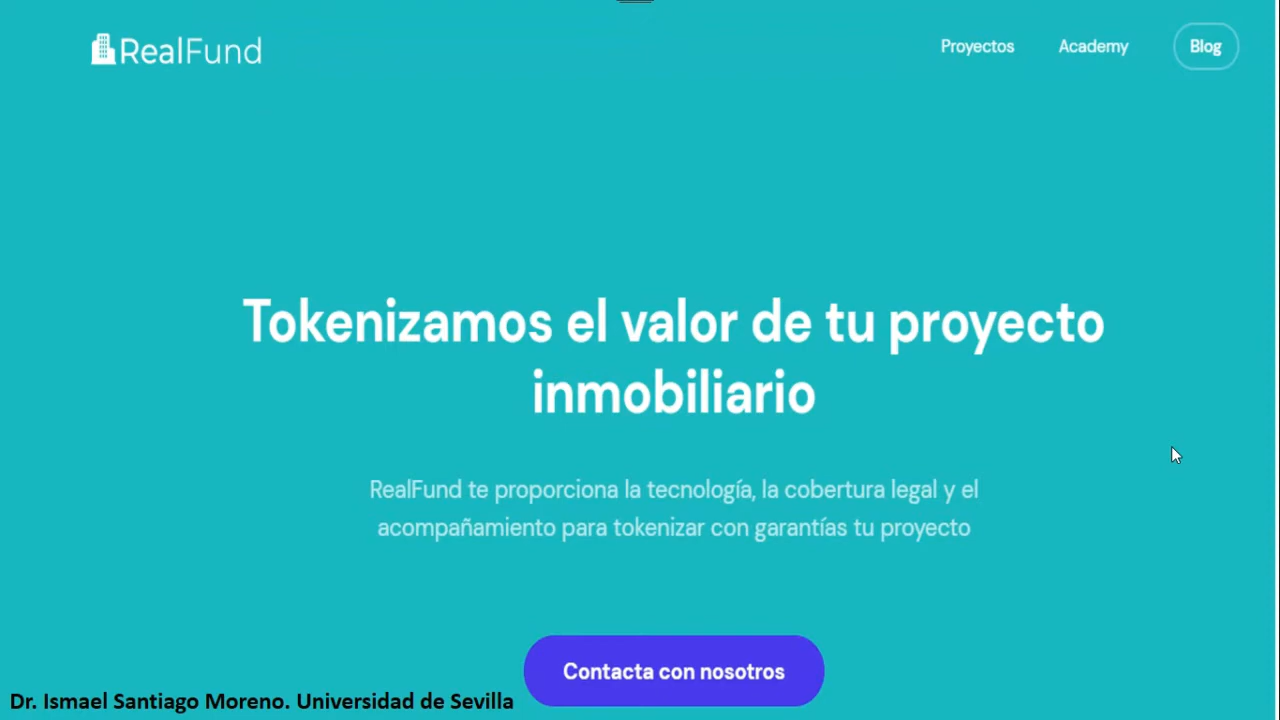 RealFund
Proyectos
Academy
Blog
Tokenizamos el valor de tu proyecto
inmobiliario
RealFund te proporciona la tecnología, la cobertura legal y el
acompañamiento para tokenizar con garantías tu proyecto
Contacta con nosotros
Dr. Ismael Santiago Moreno. Universidad de Sevilla